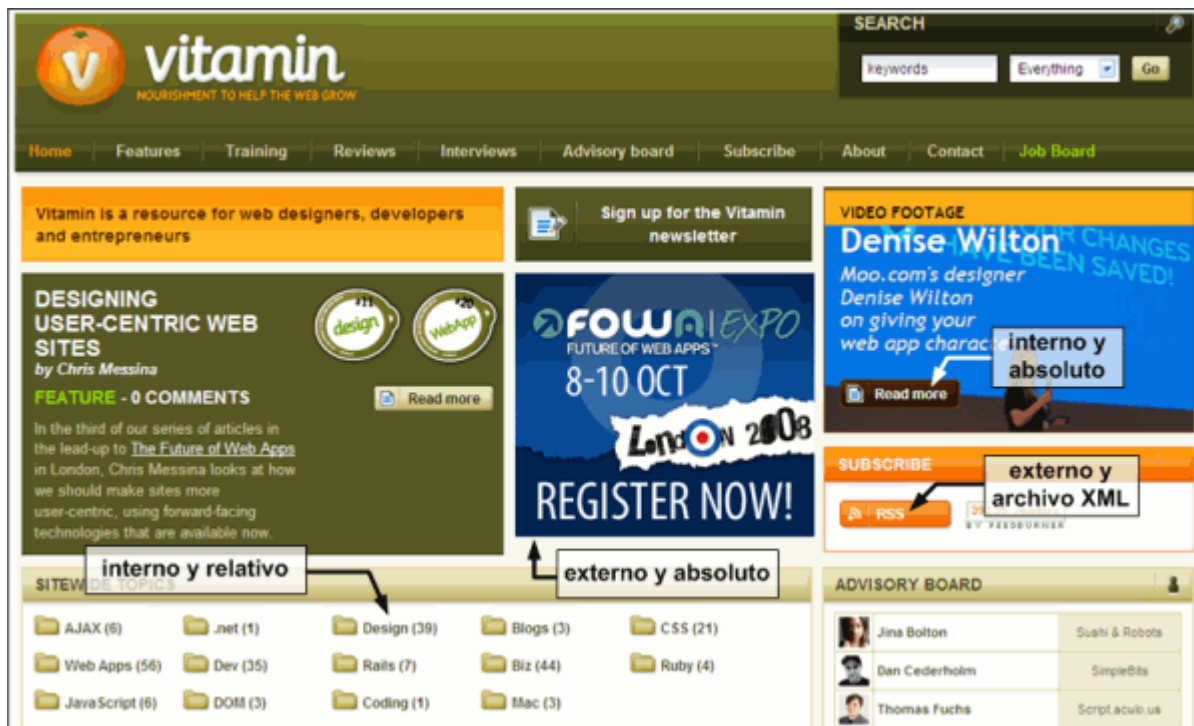 SEARCH
keywords
Everything
Go
V
vitamin
NOURISHMENT TO HELP THE WEB GROW
Home
Features
Training
Reviews
Interviews
Advisory board
Subscribe
About
Contact
Job Board
Vitamin is a resource for web designers, developers
and entrepreneurs
Sign up for the Vitamin
newsletter
VIDEO FOOTAGE
Denise Wilton
YOUR CHANGES
HAVE BEEN SAVED!
Moo.com's designer
Denise Wilton
on giving your
web app
interno y
absoluto
Read more
DESIGNING
USER-CENTRIC WEB
SITES
by Chris Messina
#11
design
#20
WebApp
FEATURE - 0 COMMENTS
Read more
In the third of our series of articles in
the lead-up to The Future of Web Apps
in London, Chris Messina looks at how
we should make sites more
user-centric, using forward-facing
technologies that are available now.
FOWA EXPO
FUTURE OF WEB APPS™
8-10 OCT
LONDON 2008
REGISTER NOW!
SUBSCRIBE
externo y
archivo XML
RSS
BY FEEDBURNER
interno y relativo
externo y absoluto
SITEWIDE TOPICS
AJAX (6)
.net (1)
Design (39)
Blogs (3)
CSS (21)
Web Apps (56)
Dev (35)
Rails (7)
Biz (44)
Ruby (4)
JavaScript (6)
DOM (3)
Coding (1)
Mac (3)
ADVISORY BOARD
Jina Bolton
Sushi & Robots
Dan Cederholm
SimpleBits
Thomas Fuchs
Script.aculo.us